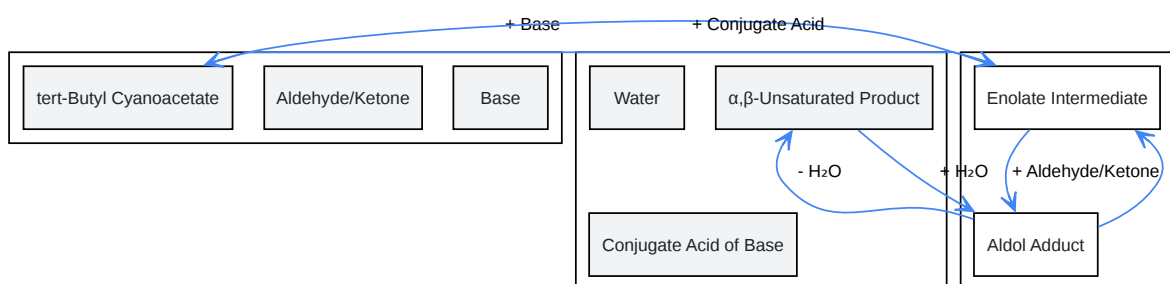 + Base
+ Conjugate Acid
tert-Butyl Cyanoacetate
Aldehyde/Ketone
Base
Water
α,β-Unsaturated Product
Enolate Intermediate
- H₂O
+ H₂O
+ Aldehyde/Ketone
Conjugate Acid of Base
Aldol Adduct